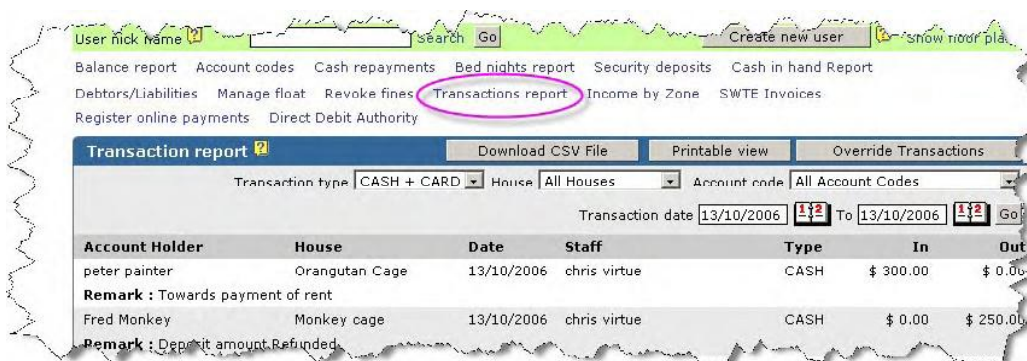 User nick name Search Go Create new user Show floor
Balance report Account codes Cash repayments Bed nights report Security deposits Cash in hand Report
Debtors/Liabilities Manage float Revoke fines Transactions report Income by Zone SWTE Invoices
Register online payments Direct Debit Authority
Transaction report Download CSV File Printable view Override Transactions
Transaction type CASH + CARD House All Houses Account code All Account Codes
Transaction date 13/10/2006 To 13/10/2006 Go
Account Holder House Date Staff Type In Out
peter painter Orangutan Cage 13/10/2006 chris virtue CASH $ 300.00 $ 0.00
Remark : Towards payment of rent
Fred Monkey Monkey cage 13/10/2006 chris virtue CASH $ 0.00 $ 250.00
Remark : Deposit amount Refunded